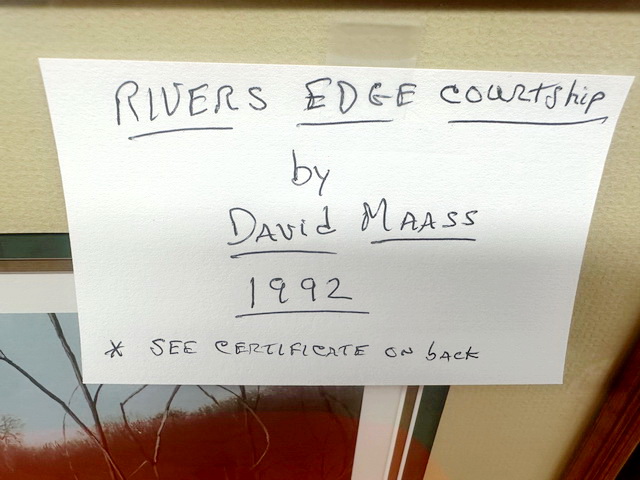 RIVERS EDGE COURTShip
by
DAVid MAASS
1992
* SEE CERTIFICATE ON bACK